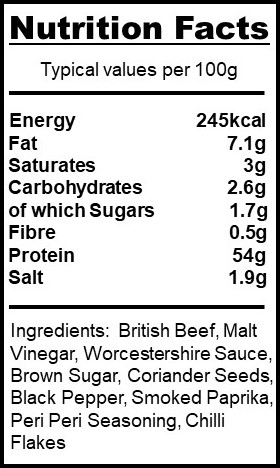 Nutrition Facts
Typical values per 100g
Energy 245kcal
Fat 7.1g
Saturates 3g
Carbohydrates 2.6g
of which Sugars 1.7g
Fibre 0.5g
Protein 54g
Salt 1.9g
Ingredients: British Beef, Malt
Vinegar, Worcestershire Sauce,
Brown Sugar, Coriander Seeds,
Black Pepper, Smoked Paprika,
Peri Peri Seasoning, Chilli
Flakes